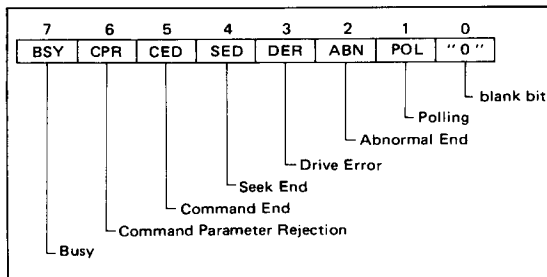 7 6 5 4 3 2 1 0
BSY CPR CED SED DER ABN POL "0"
blank bit
Polling
Abnormal End
Drive Error
Seek End
Command End
Command Parameter Rejection
Busy